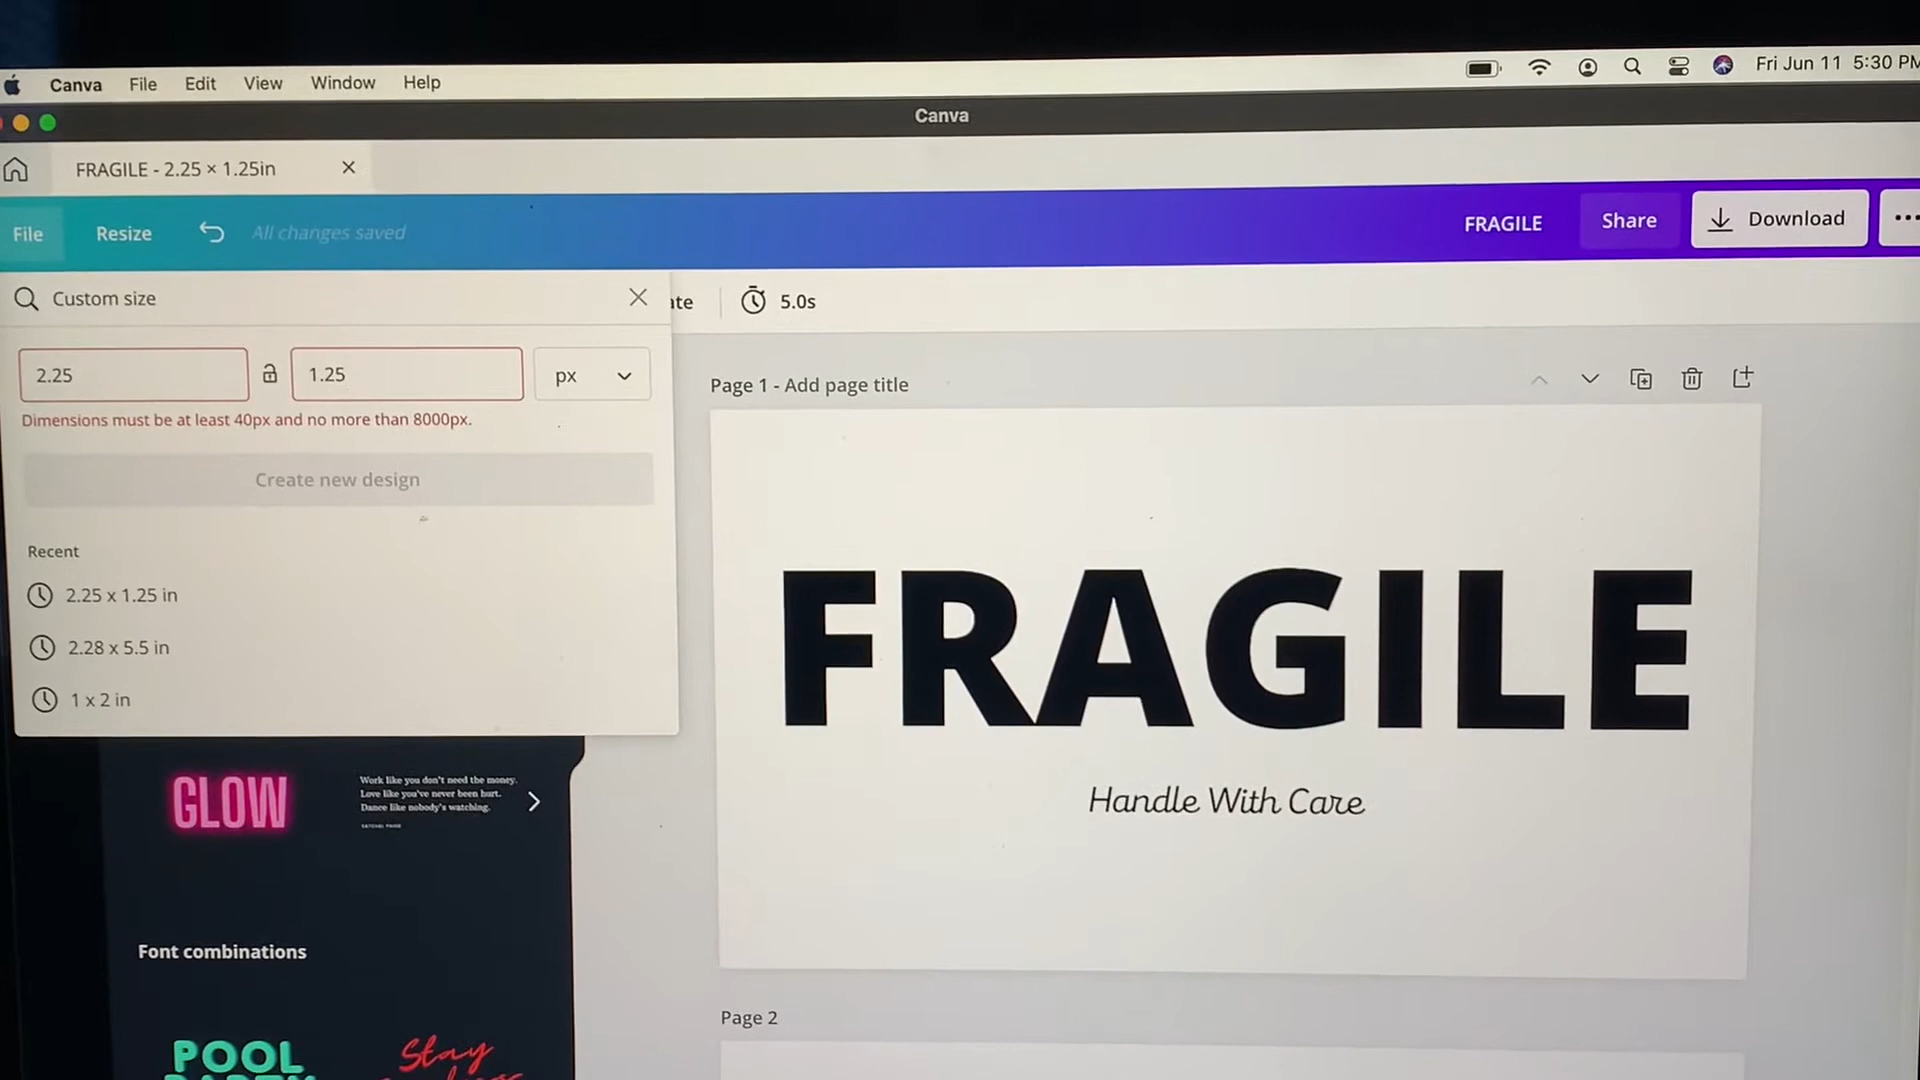 Canva File Edit View Window Help
Fri Jun 11 5:30 PM
Canva
FRAGILE - 2.25 × 1.25in
File Resize All changes saved
FRAGILE Share Download
Custom size
5.0s
2.25 1.25 px
Dimensions must be at least 40px and no more than 8000px.
Create new design
Recent
2.25 x 1.25 in
2.28 x 5.5 in
1 x 2 in
Page 1 - Add page title
FRAGILE
Handle With Care
GLOW
Work like you don't need the money.
Love like you've never been hurt.
Dance like nobody's watching.
Font combinations
POOL
Stay
Page 2